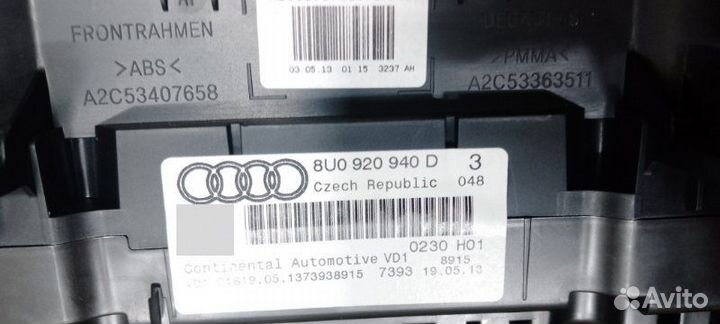 FRONTRAHMEN
>ABS<
A2C53407658
03.05.13 01 15 3237 AH
>PMMA<
A2C53363511
8U0 920 940 D 3
Czech Republic 048
0230 H01
Continental Automotive VD1 8915
7393 19.05.13
Avito